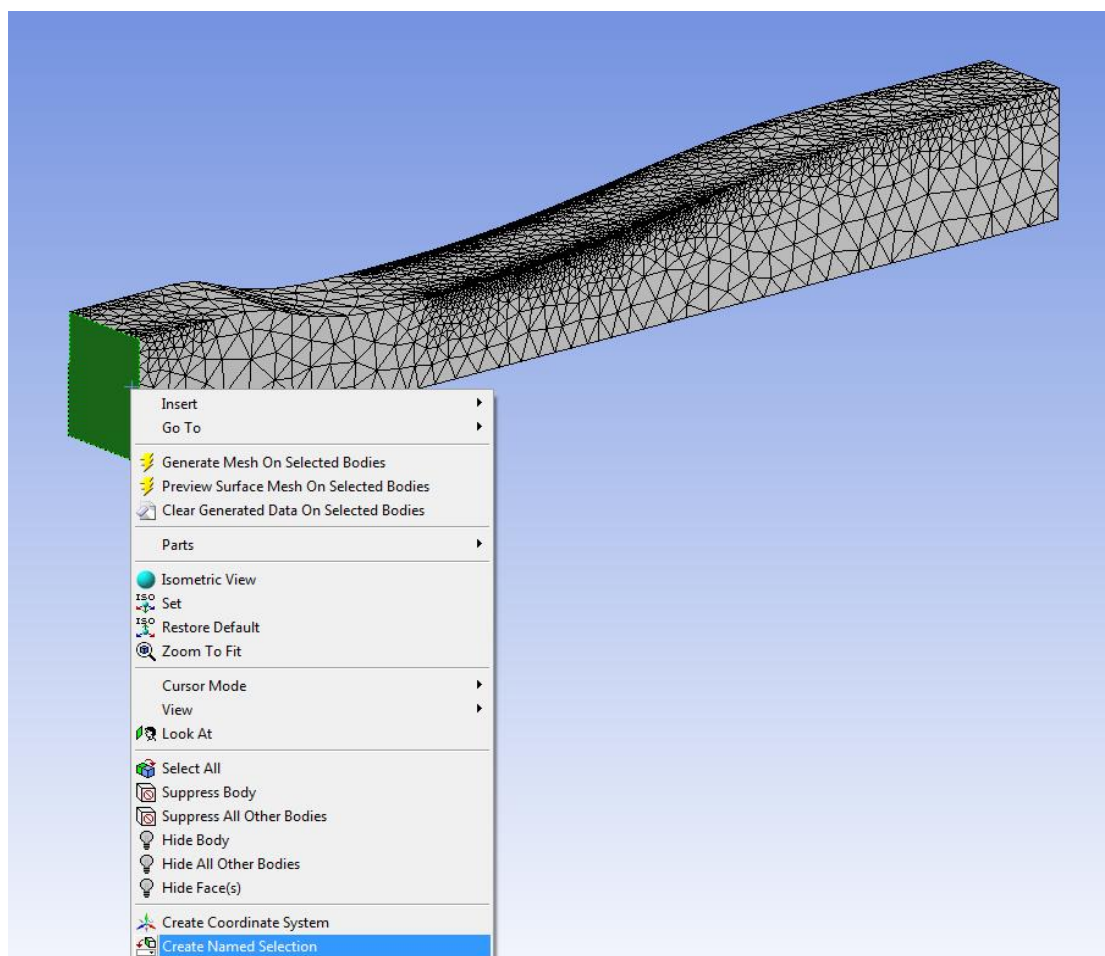 Insert
Go To
Generate Mesh On Selected Bodies
Preview Surface Mesh On Selected Bodies
Clear Generated Data On Selected Bodies
Parts
Isometric View
ISO Set
ISO Restore Default
Zoom To Fit
Cursor Mode
View
Look At
Select All
Suppress Body
Suppress All Other Bodies
Hide Body
Hide All Other Bodies
Hide Face(s)
Create Coordinate System
Create Named Selection